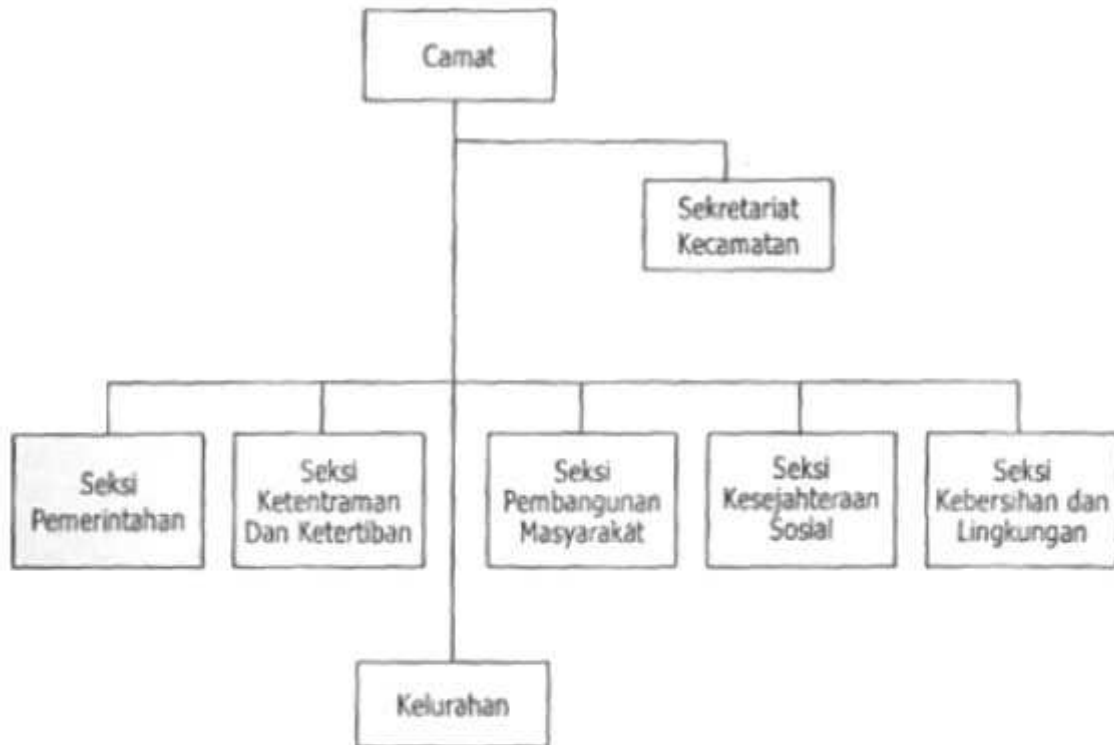 Camat
Sekretariat
Kecamatan
Seksi
Pemerintahan
Seksi
Ketentraman
Dan Ketertiban
Seksi
Pembangunan
Masyarakat
Seksi
Kesejahteraan
Sosial
Seksi
Kebersihan dan
Lingkungan
Kelurahan